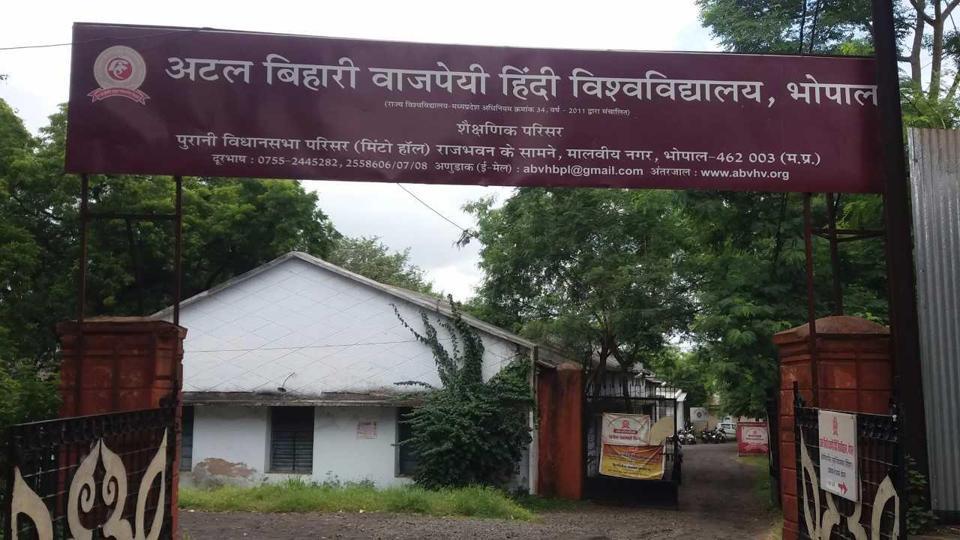 अटल बिहारी वाजपेयी हिंदी विश्वविद्यालय, भोपाल
(राज्य विश्वविद्यालय-मध्यप्रदेश अधिनियम क्रमांक 34, वर्ष - 2011 द्वारा संचालित)
शैक्षणिक परिसर
पुरानी विधानसभा परिसर (मिंटो हॉल) राजभवन के सामने, मालवीय नगर, भोपाल-462 003 (म.प्र.)
दूरभाष : 0755-2445282, 2558606/07/08 अणुडाक (ई-मेल) : abvhbpl@gmail.com अंतरजाल : www.abvhv.org